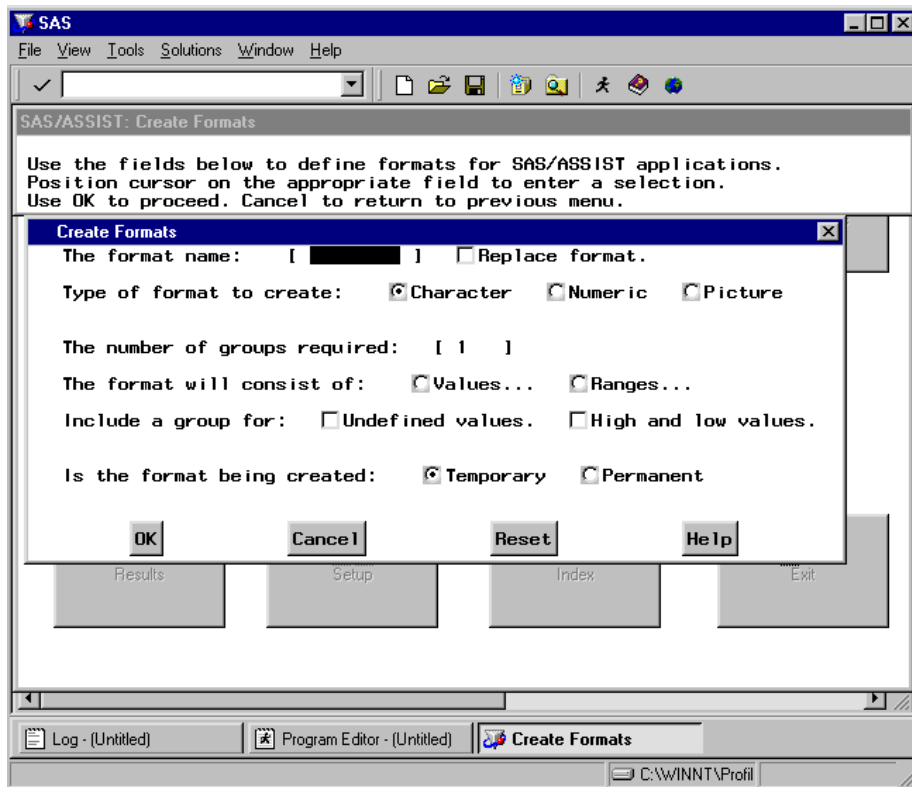 SAS
File View Tools Solutions Window Help
SAS/ASSIST: Create Formats
Use the fields below to define formats for SAS/ASSIST applications.
Position cursor on the appropriate field to enter a selection.
Use OK to proceed. Cancel to return to previous menu.
Create Formats
The format name: [ ] Replace format.
Type of format to create: Character Numeric Picture
The number of groups required: [ 1 ]
The format will consist of: Values... Ranges...
Include a group for: Undefined values. High and low values.
Is the format being created: Temporary Permanent
OK Cancel Reset Help
Results Setup Index Exit
Log - (Untitled) Program Editor - (Untitled) Create Formats
C:\WINNT\Profil